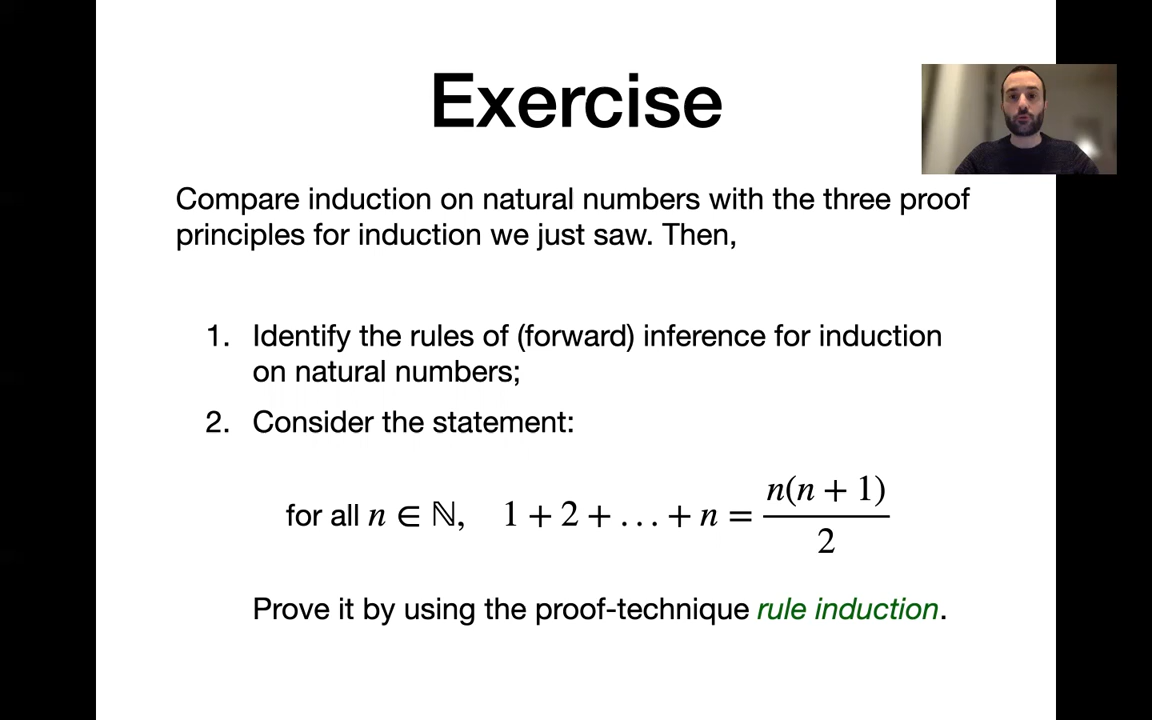 Exercise
Compare induction on natural numbers with the three proof
principles for induction we just saw. Then,
1. Identify the rules of (forward) inference for induction
on natural numbers;
2. Consider the statement:
for all n ∈ ℕ, 1 + 2 + . . . + n = n(n + 1)
2
Prove it by using the proof-technique rule induction.